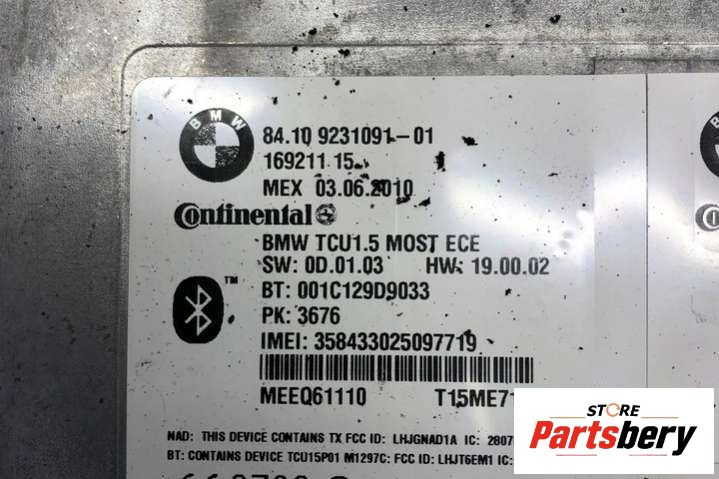 BMW
84.10 9231091-01
169211 15
MEX 03.06.2010
Continental
BMW TCU1.5 MOST ECE
SW: 0D.01.03 HW: 19.00.02
BT: 001C129D9033
PK: 3676
IMEI: 358433025097719
MEEQ61110
NAD: THIS DEVICE CONTAINS TX FCC ID: LHJGNAD1A IC:
BT: CONTAINS DEVICE TCU15P01 M1297C: FCC ID: LHJT6EM1 IC:
STORE
Partsbery